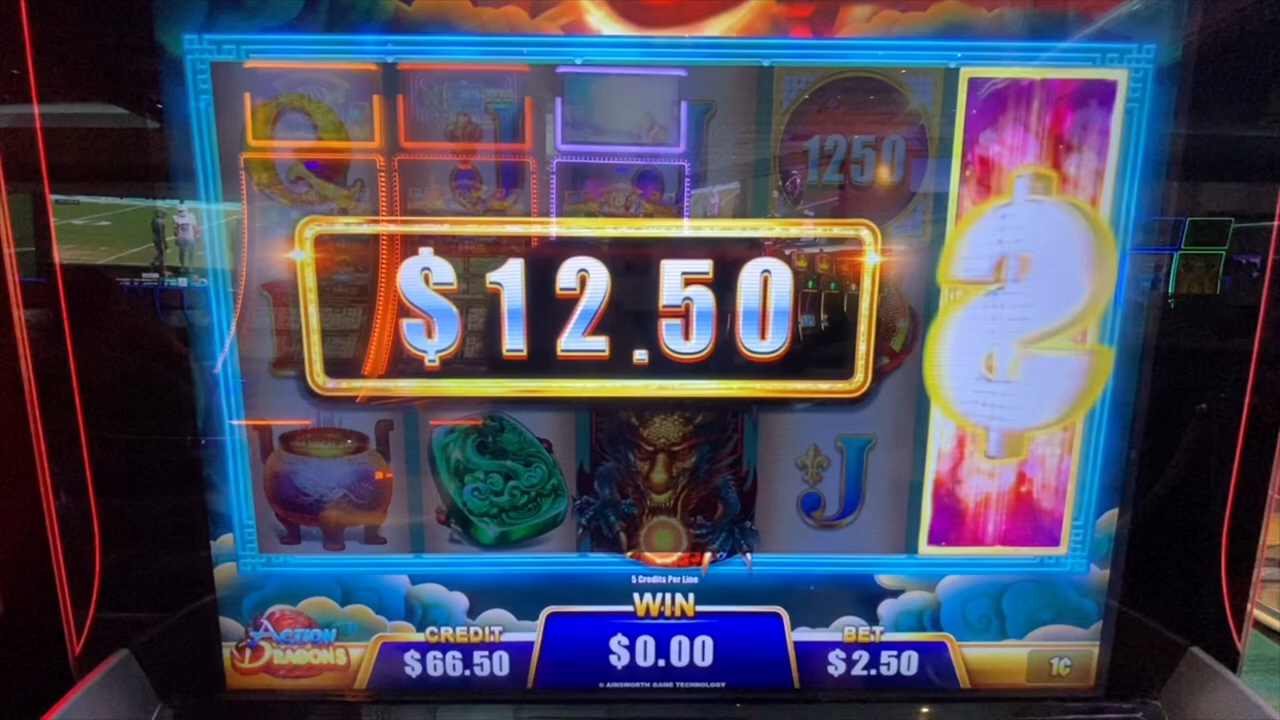 Q
J
1250
$12.50
$
J
5 Credits Per Line
WIN
CREDIT
BET
$66.50
$0.00
$2.50
1¢
ACTION
DRAGONS
© AINSWORTH GAME TECHNOLOGY